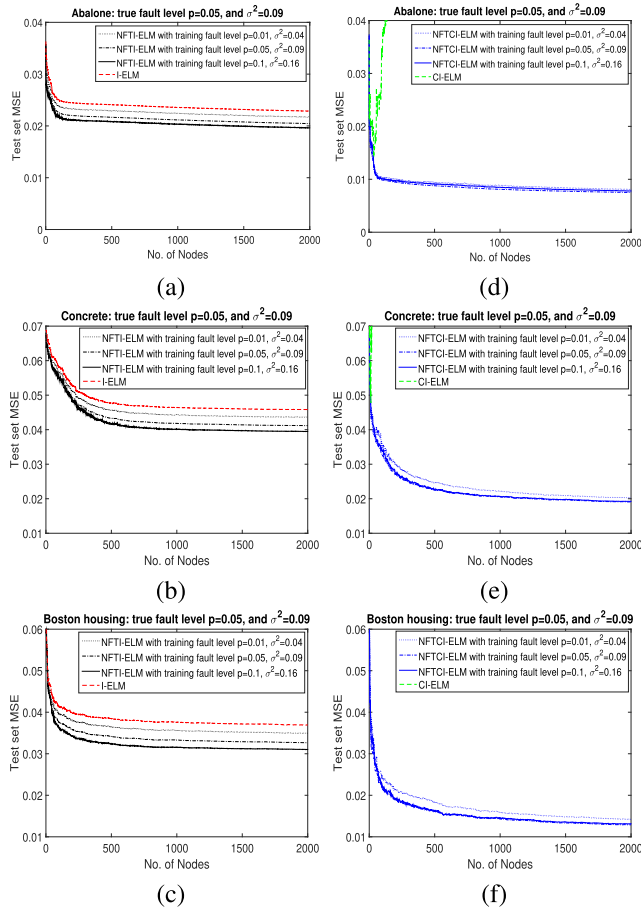 Abalone: true fault level p=0.05, and σ²=0.09
NFTI-ELM with training fault level p=0.01, σ²=0.04
NFTI-ELM with training fault level p=0.05, σ²=0.09
NFTI-ELM with training fault level p=0.1, σ²=0.16
I-ELM
Test set MSE
0.04
0.03
0.02
0.01
0
0 500 1000 1500 2000
No. of Nodes
(a)
Abalone: true fault level p=0.05, and σ²=0.09
NFTCI-ELM with training fault level p=0.01, σ²=0.04
NFTCI-ELM with training fault level p=0.05, σ²=0.09
NFTCI-ELM with training fault level p=0.1, σ²=0.16
CI-ELM
Test set MSE
0.04
0.03
0.02
0.01
0
0 500 1000 1500 2000
No. of Nodes
(d)
Concrete: true fault level p=0.05, and σ²=0.09
NFTI-ELM with training fault level p=0.01, σ²=0.04
NFTI-ELM with training fault level p=0.05, σ²=0.09
NFTI-ELM with training fault level p=0.1, σ²=0.16
I-ELM
Test set MSE
0.07
0.06
0.05
0.04
0.03
0.02
0.01
0 500 1000 1500 2000
No. of Nodes
(b)
Concrete: true fault level p=0.05, and σ²=0.09
NFTCI-ELM with training fault level p=0.01, σ²=0.04
NFTCI-ELM with training fault level p=0.05, σ²=0.09
NFTCI-ELM with training fault level p=0.1, σ²=0.16
CI-ELM
Test set MSE
0.07
0.06
0.05
0.04
0.03
0.02
0.01
0 500 1000 1500 2000
No. of Nodes
(e)
Boston housing: true fault level p=0.05, and σ²=0.09
NFTI-ELM with training fault level p=0.01, σ²=0.04
NFTI-ELM with training fault level p=0.05, σ²=0.09
NFTI-ELM with training fault level p=0.1, σ²=0.16
I-ELM
Test set MSE
0.06
0.05
0.04
0.03
0.02
0.01
0 500 1000 1500 2000
No. of Nodes
(c)
Boston housing: true fault level p=0.05, and σ²=0.09
NFTCI-ELM with training fault level p=0.01, σ²=0.04
NFTCI-ELM with training fault level p=0.05, σ²=0.09
NFTCI-ELM with training fault level p=0.1, σ²=0.16
CI-ELM
Test set MSE
0.06
0.05
0.04
0.03
0.02
0.01
0 500 1000 1500 2000
No. of Nodes
(f)